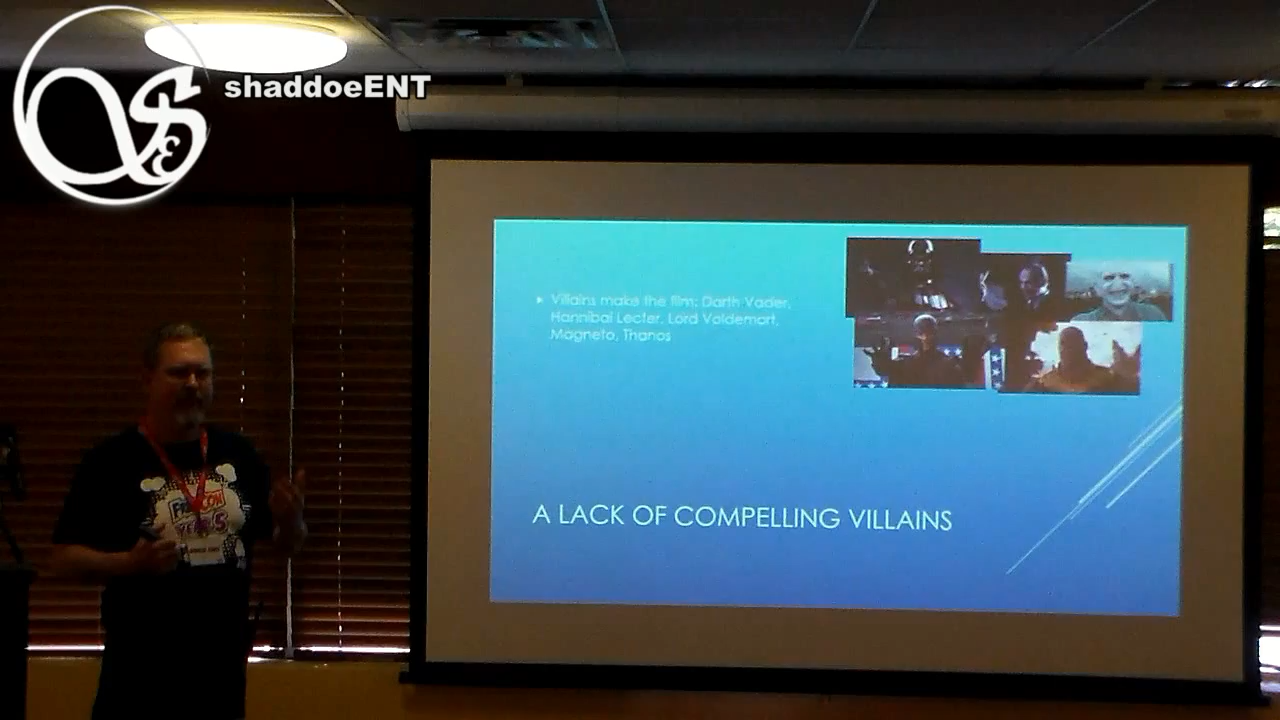 shaddoeENT
Villains make the film: Darth Vader,
Hannibal Lecter, Lord Voldemort,
Magneto, Thanos
A LACK OF COMPELLING VILLAINS